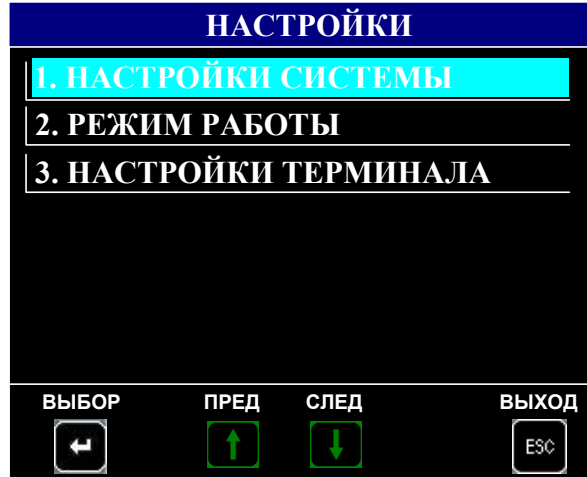 НАСТРОЙКИ
1. НАСТРОЙКИ СИСТЕМЫ
2. РЕЖИМ РАБОТЫ
3. НАСТРОЙКИ ТЕРМИНАЛА
ВЫБОР ПРЕД СЛЕД ВЫХОД
ESC